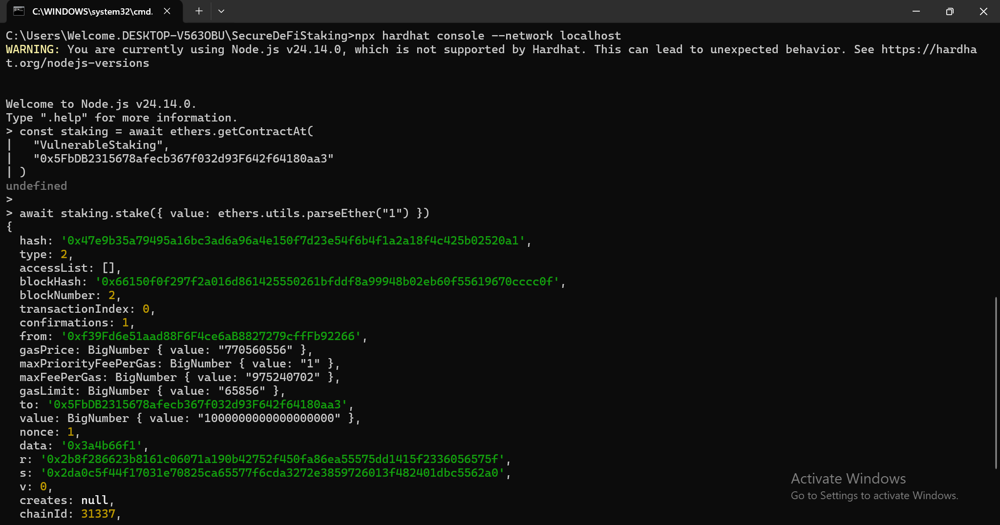 C:\WINDOWS\system32\cmd.
C:\Users\Welcome.DESKTOP-V563OBU\SecureDeFiStaking>npx hardhat console --network localhost
WARNING: You are currently using Node.js v24.14.0, which is not supported by Hardhat. This can lead to unexpected behavior. See https://hardha
t.org/nodejs-versions
Welcome to Node.js v24.14.0.
Type ".help" for more information.
> const staking = await ethers.getContractAt(
|   "VulnerableStaking",
|   "0x5FbDB2315678afecb367f032d93F642f64180aa3"
| )
undefined
>
> await staking.stake({ value: ethers.utils.parseEther("1") })
{
  hash: '0x47e9b35a79495a16bc3ad6a96a4e150f7d23e54f6b4f1a2a18f4c425b02520a1',
  type: 2,
  accessList: [],
  blockHash: '0x66150f0f297f2a016d861425550261bfddf8a99948b02eb60f55619670cccc0f',
  blockNumber: 2,
  transactionIndex: 0,
  confirmations: 1,
  from: '0xf39Fd6e51aad88F6F4ce6aB8827279cffFb92266',
  gasPrice: BigNumber { value: "770560556" },
  maxPriorityFeePerGas: BigNumber { value: "1" },
  maxFeePerGas: BigNumber { value: "975240702" },
  gasLimit: BigNumber { value: "65856" },
  to: '0x5FbDB2315678afecb367f032d93F642f64180aa3',
  value: BigNumber { value: "1000000000000000000" },
  nonce: 1,
  data: '0x3a4b66f1',
  r: '0x2b8f286623b8161c06071a190b42752f450fa86ea55575dd1415f2336056575f',
  s: '0x2da0c5f44f17031e70825ca65577f6cda3272e3859726013f482401dbc5562a0',
  v: 0,
  creates: null,
  chainId: 31337,
Activate Windows
Go to Settings to activate Windows.